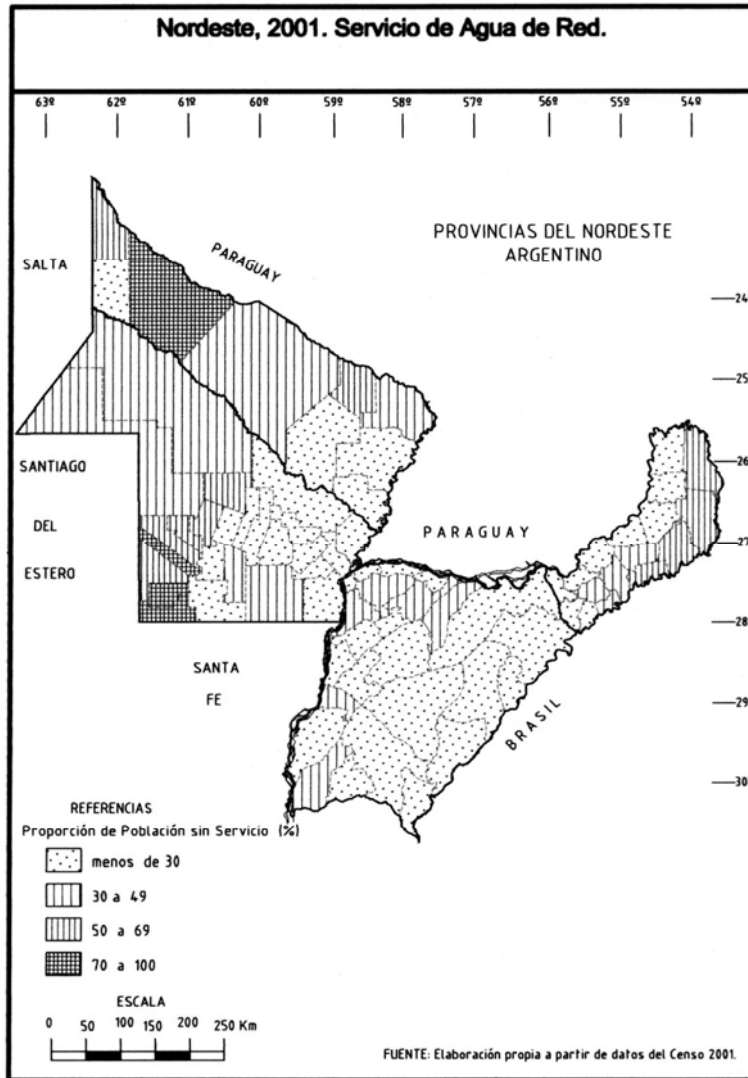 Nordeste, 2001. Servicio de Agua de Red.
63º 62º 61º 60º 59º 58º 57º 56º 55º 54º
PROVINCIAS DEL NORDESTE
ARGENTINO
SALTA
PARAGUAY
24
25
26
27
28
29
30
SANTIAGO
DEL
ESTERO
PARAGUAY
SANTA
FE
BRASIL
REFERENCIAS
Proporción de Población sin Servicio (%)
menos de 30
30 a 49
50 a 69
70 a 100
ESCALA
0 50 100 150 200 250 Km
FUENTE: Elaboración propia a partir de datos del Censo 2001.